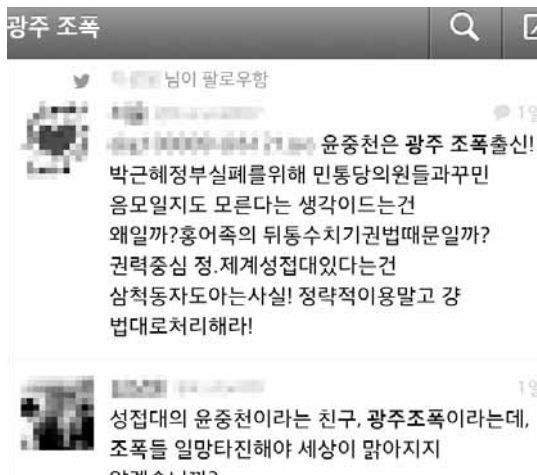 광주 조폭
님이 팔로우함
1일
윤중천은 광주 조폭출신!
박근혜정부실폐를위해 민통당의원들과꾸민
음모일지도 모른다는 생각이드는건
왜일까?홍어족의 뒤통수치기권법때문일까?
권력중심 정.제계성접대있다는건
삼척동자도아는사실! 정략적이용말고 걍
법대로처리해라!
성접대의 윤중천이라는 친구, 광주조폭이라는데,
조폭들 일망타진해야 세상이 맑아지지